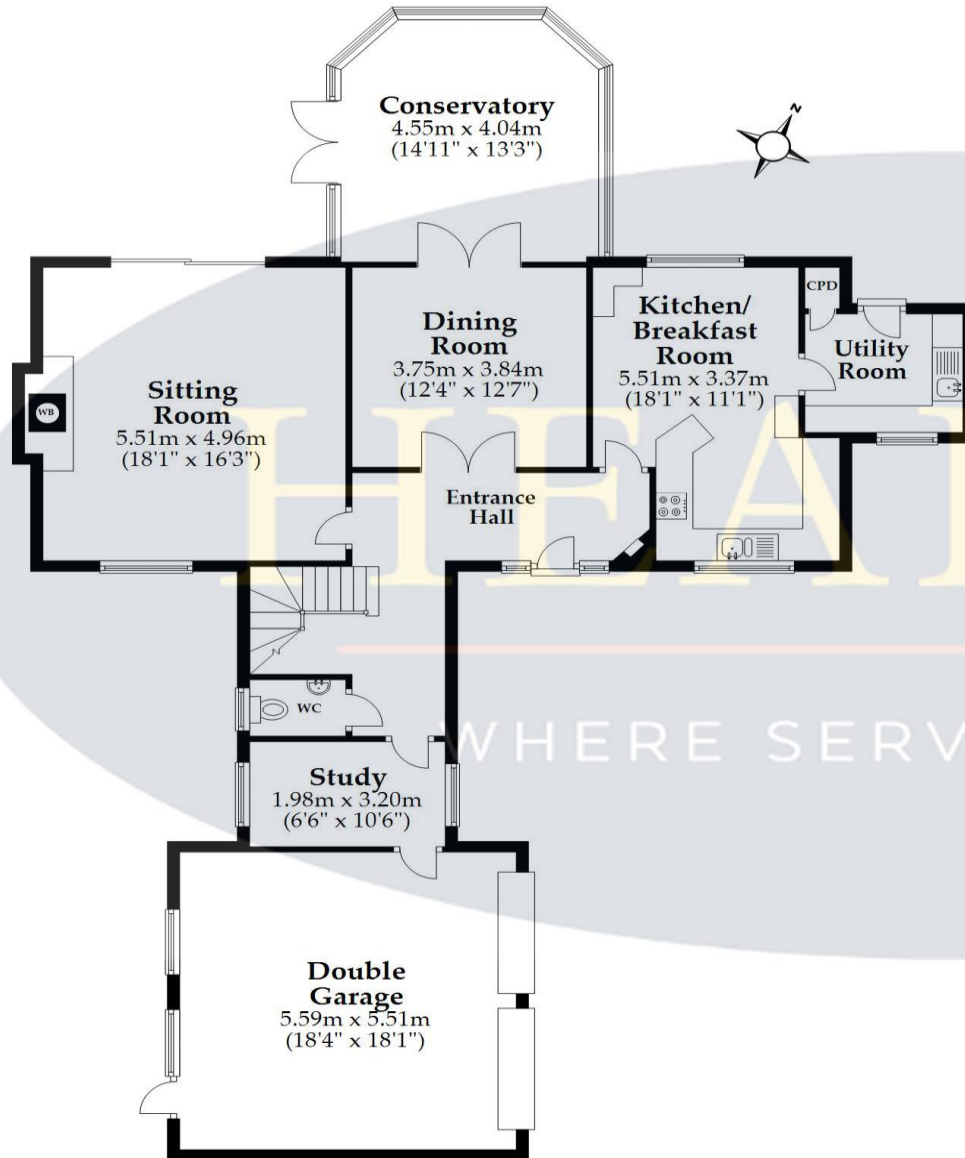 Conservatory
4.55m x 4.04m
(14'11" x 13'3")
N
Dining
Room
3.75m x 3.84m
(12'4" x 12'7")
Kitchen/
Breakfast
Room
5.51m x 3.37m
(18'1" x 11'1")
CPD
Utility
Room
WB
Sitting
Room
5.51m x 4.96m
(18'1" x 16'3")
HEA
Entrance
Hall
WC
WHERE SERV
Study
1.98m x 3.20m
(6'6" x 10'6")
Double
Garage
5.59m x 5.51m
(18'4" x 18'1")